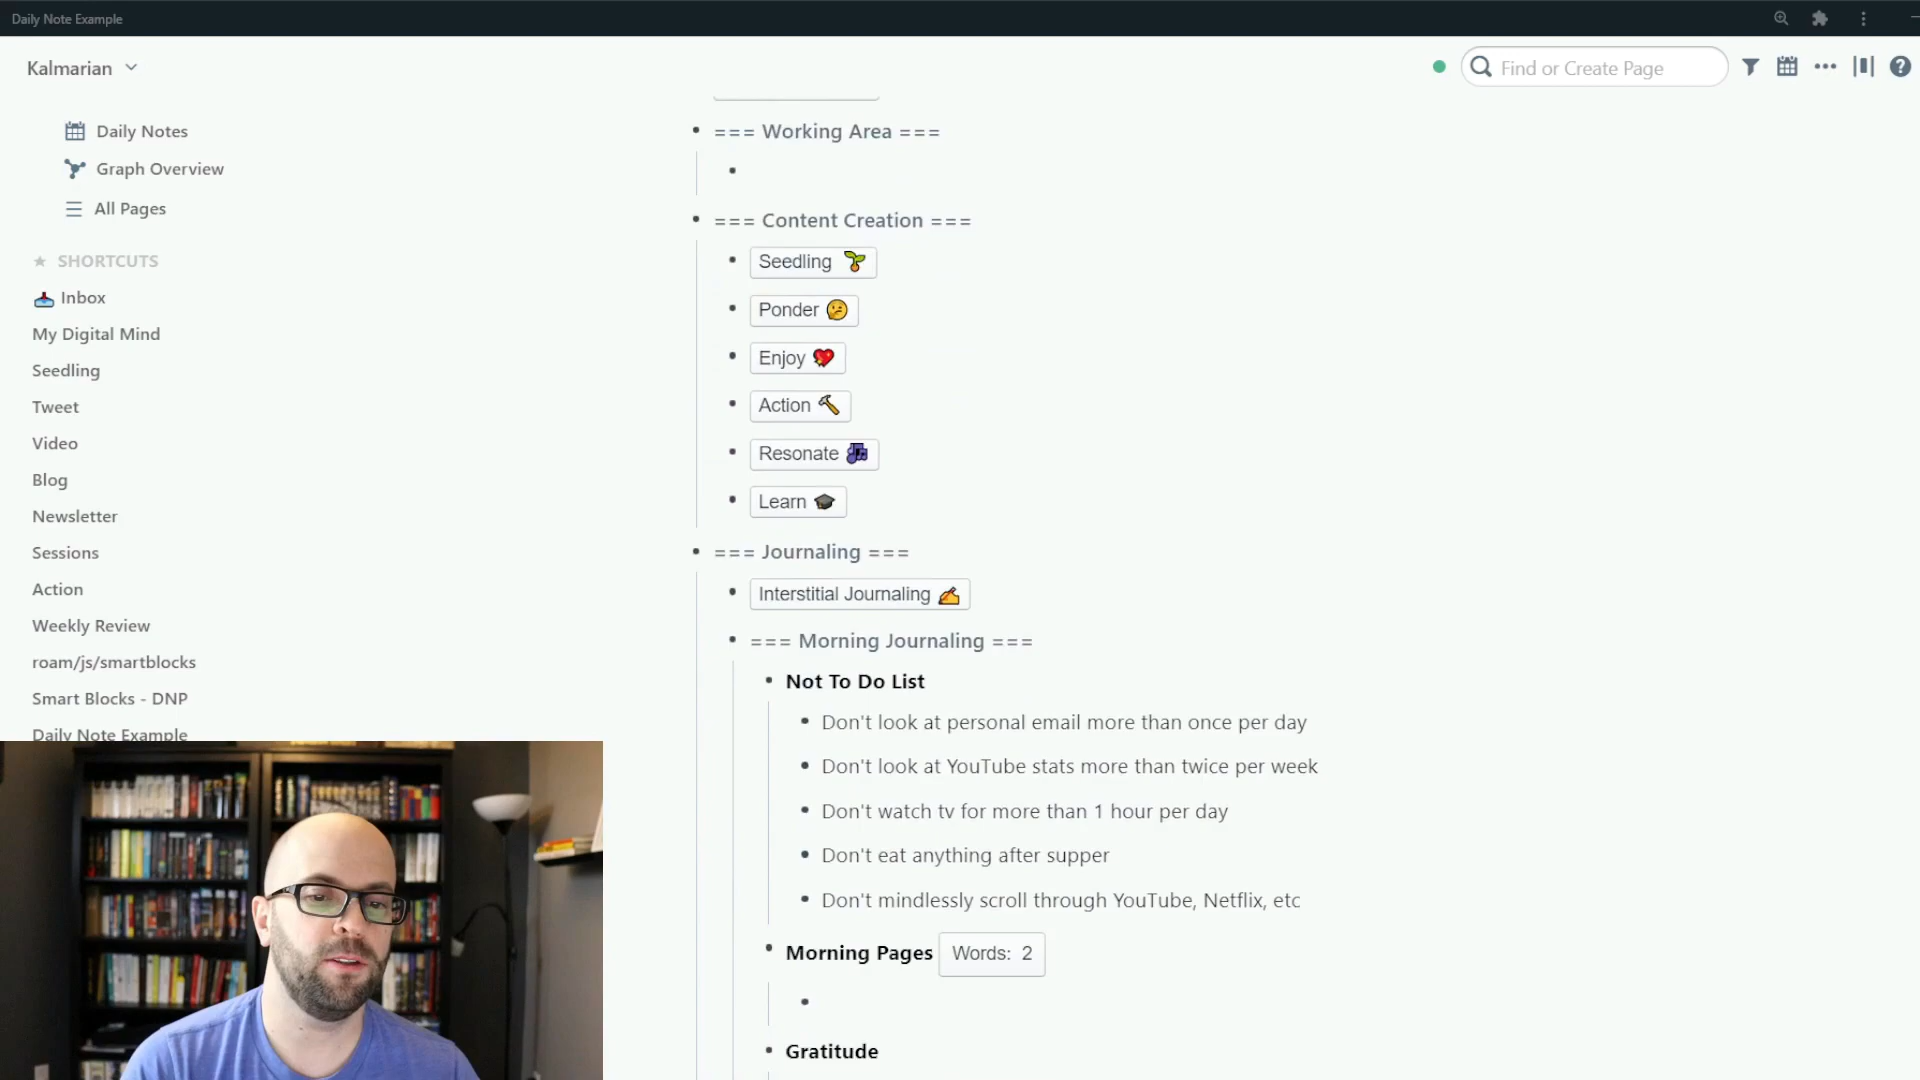 Daily Note Example
Kalmarian
Find or Create Page
Daily Notes
Graph Overview
All Pages
SHORTCUTS
Inbox
My Digital Mind
Seedling
Tweet
Video
Blog
Newsletter
Sessions
Action
Weekly Review
roam/js/smartblocks
Smart Blocks - DNP
Daily Note Example
=== Working Area ===
=== Content Creation ===
Seedling
Ponder
Enjoy
Action
Resonate
Learn
=== Journaling ===
Interstitial Journaling
=== Morning Journaling ===
Not To Do List
Don't look at personal email more than once per day
Don't look at YouTube stats more than twice per week
Don't watch tv for more than 1 hour per day
Don't eat anything after supper
Don't mindlessly scroll through YouTube, Netflix, etc
Morning Pages Words: 2
Gratitude